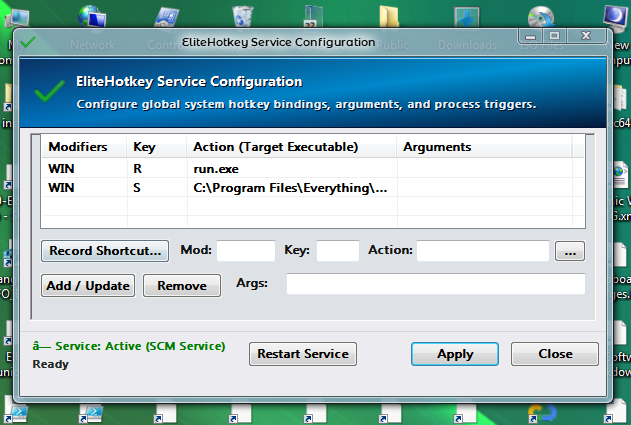 Network
Contr
Public
Downloads
New
EliteHotkey Service Configuration
EliteHotkey Service Configuration
Configure global system hotkey bindings, arguments, and process triggers.
Modifiers Key Action (Target Executable) Arguments
WIN R run.exe
WIN S C:\Program Files\Everything\...
Record Shortcut... Mod: Key: Action: ...
Add / Update Remove Args:
â— Service: Active (SCM Service)
Ready
Restart Service Apply Close